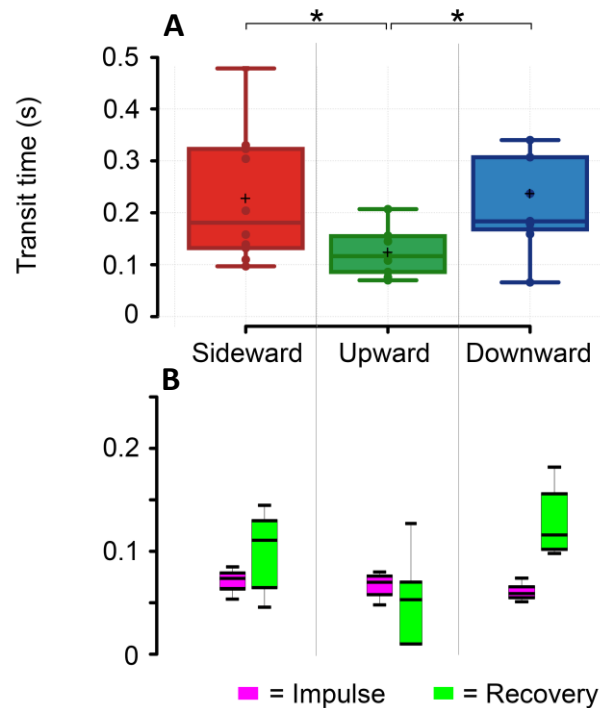 A
* *
Transit time (s)
0.5
0.4
0.3
0.2
0.1
0
Sideward Upward Downward
B
0.2
0.1
0
= Impulse = Recovery